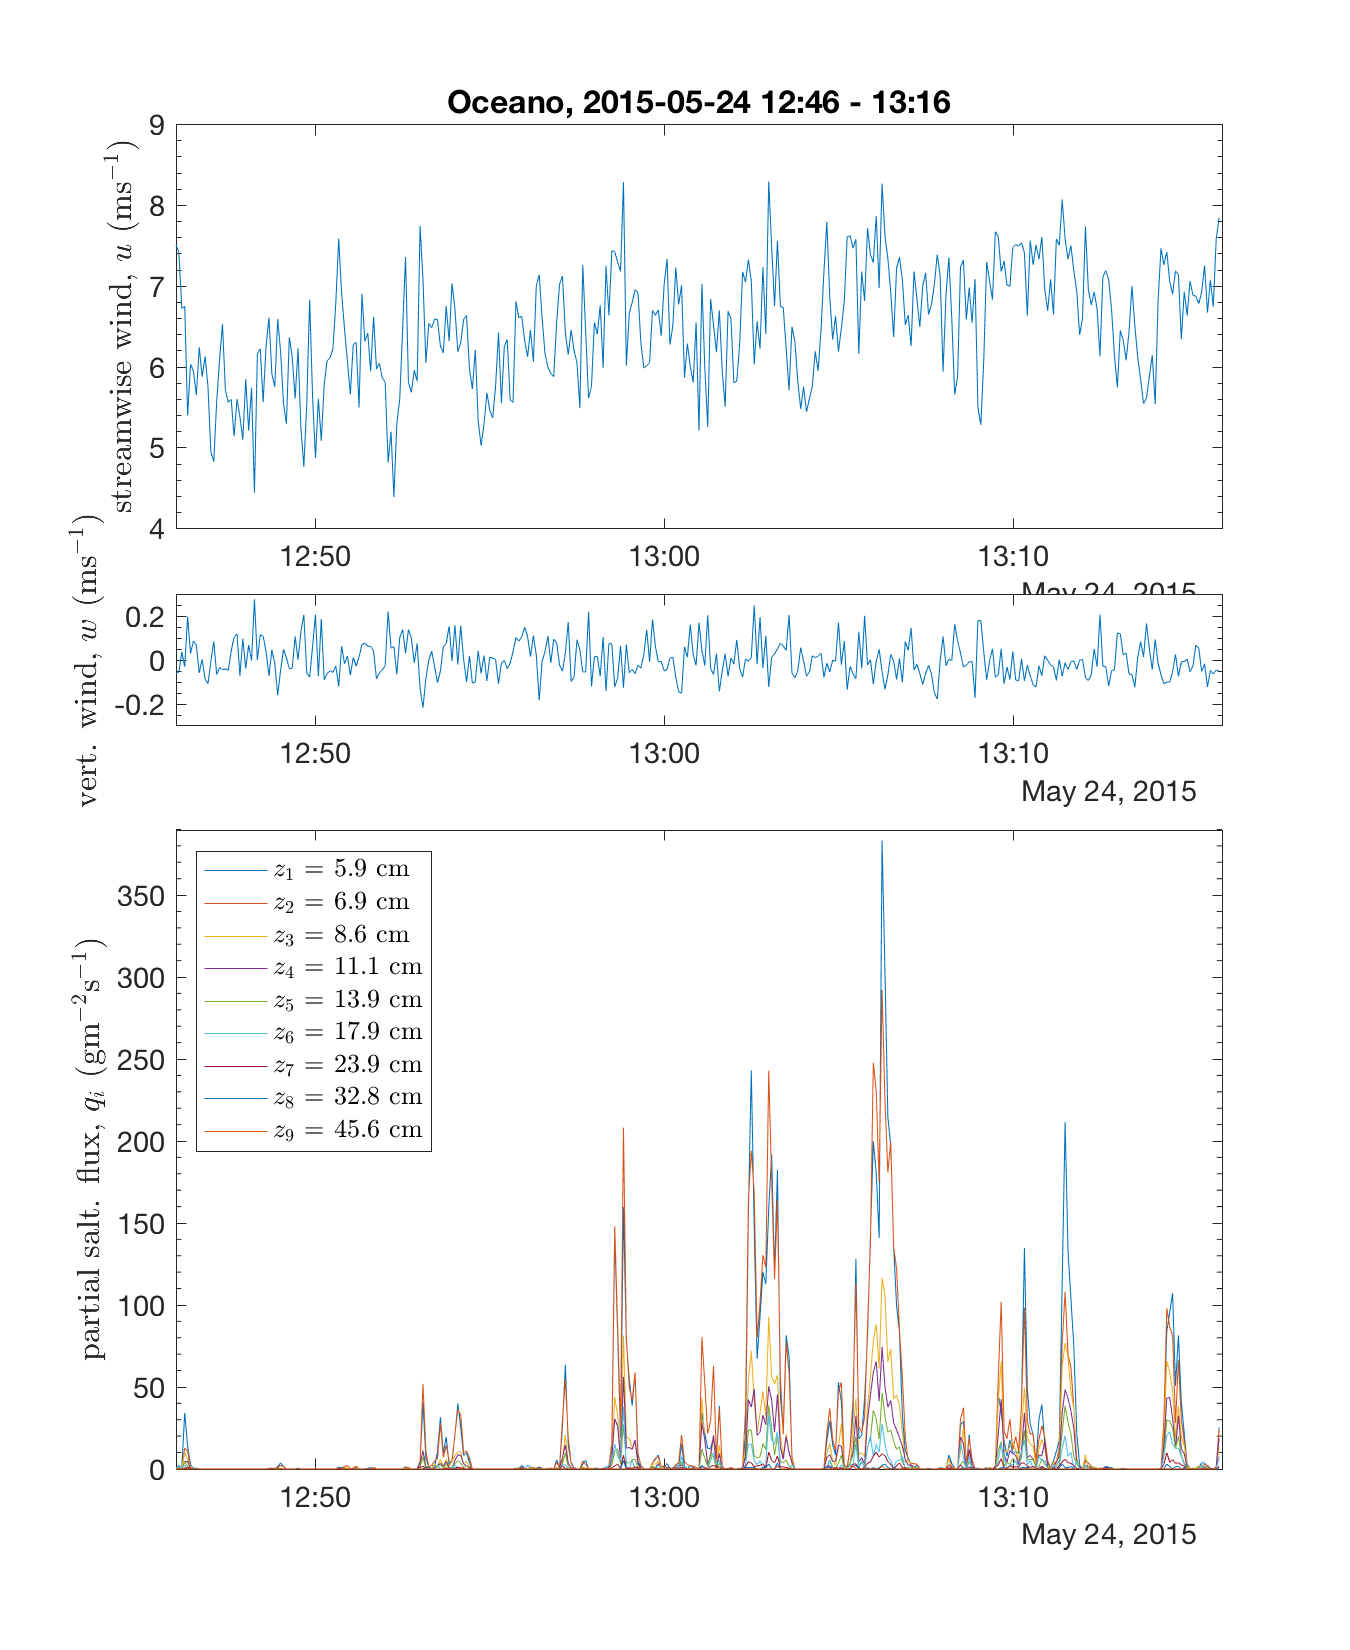 Oceano, 2015-05-24 12:46 - 13:16
streamwise wind, u (ms⁻¹)
9
8
7
6
5
4
12:50 13:00 13:10
May 24, 2015
vert. wind, w (ms⁻¹)
0.2
0
-0.2
12:50 13:00 13:10
May 24, 2015
partial salt. flux, qᵢ (gm⁻²s⁻¹)
350
300
250
200
150
100
50
0
z₁ = 5.9 cm
z₂ = 6.9 cm
z₃ = 8.6 cm
z₄ = 11.1 cm
z₅ = 13.9 cm
z₆ = 17.9 cm
z₇ = 23.9 cm
z₈ = 32.8 cm
z₉ = 45.6 cm
12:50 13:00 13:10
May 24, 2015